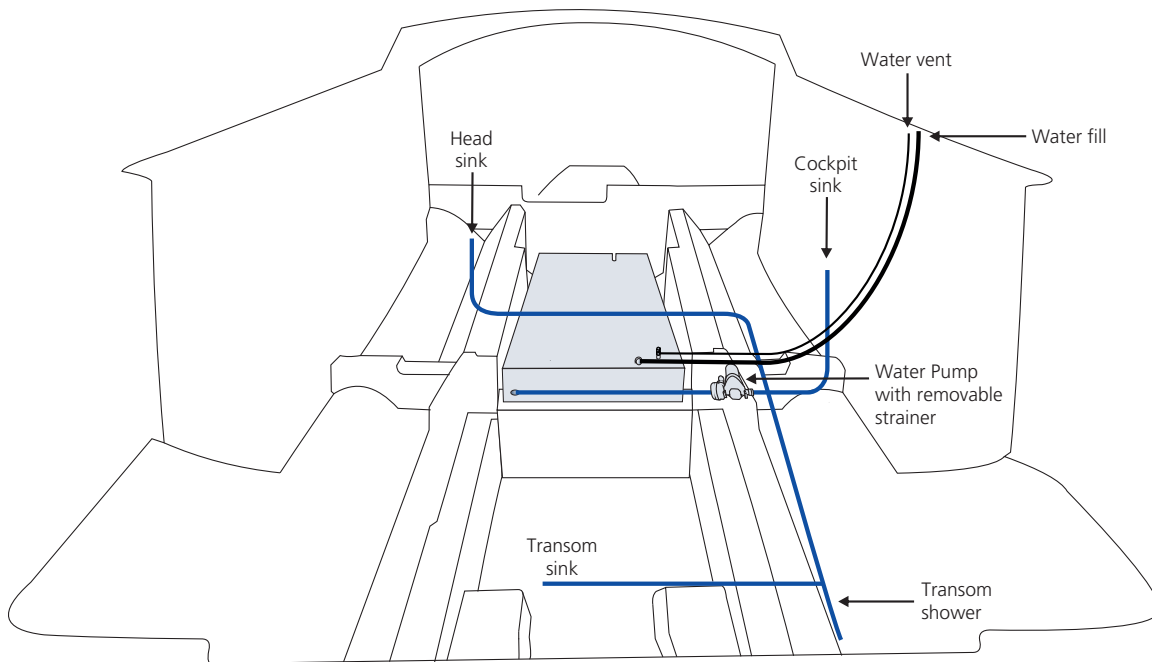 Water vent
Water fill
Head
sink
Cockpit
sink
Water Pump
with removable
strainer
Transom
sink
Transom
shower